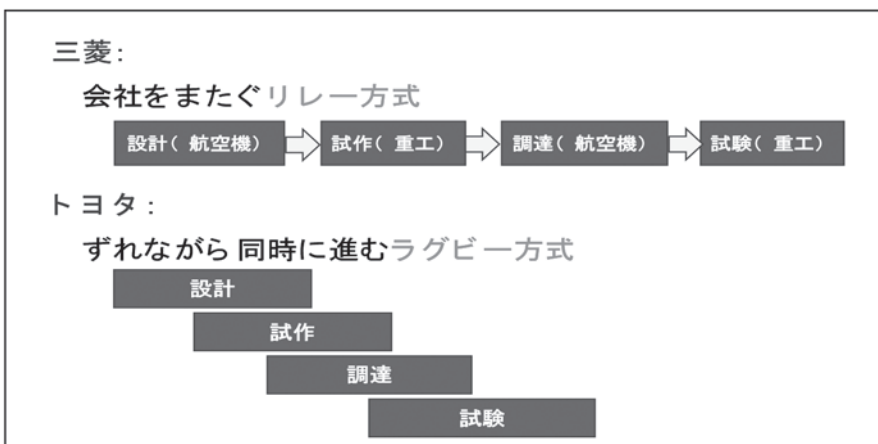 三菱:
会社をまたぐリレー方式
設計( 航空機) 試作( 重工) 調達( 航空機) 試験( 重工)
トヨタ:
ずれながら同時に進むラグビー方式
設計
試作
調達
試験